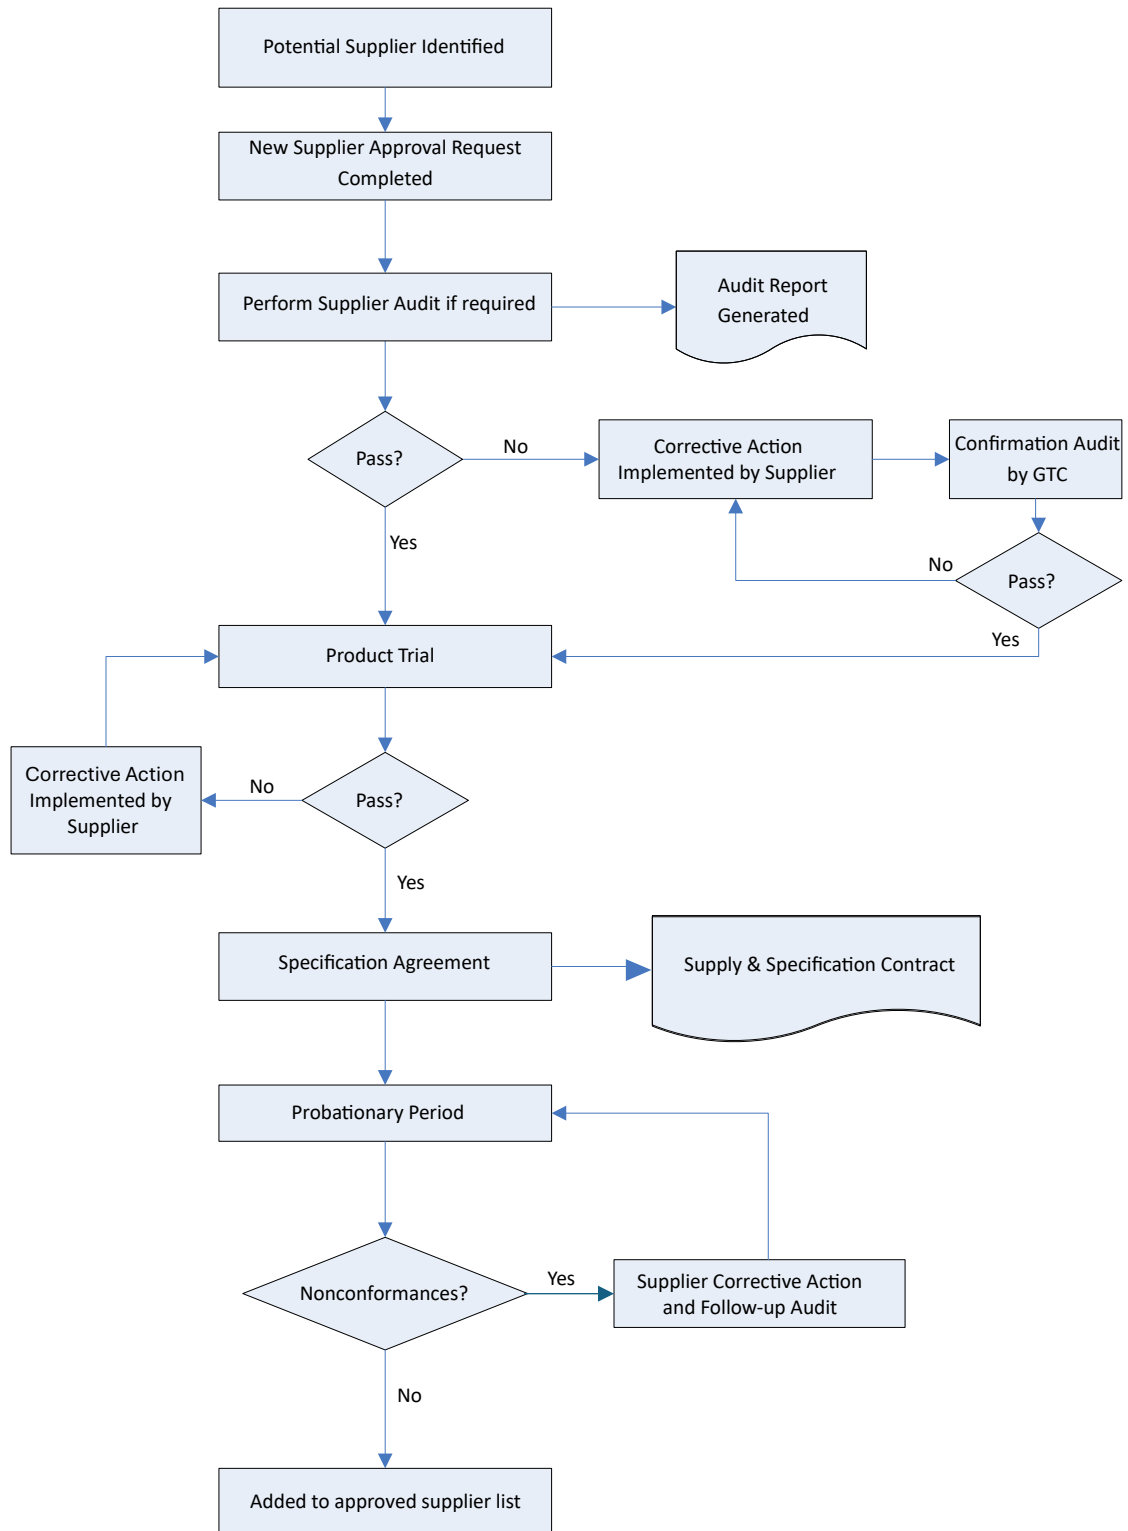 Potential Supplier Identified
New Supplier Approval Request
Completed
Perform Supplier Audit if required
Audit Report
Generated
Pass?
No
Corrective Action
Implemented by Supplier
Confirmation Audit
by GTC
Yes
No
Pass?
Yes
Product Trial
Corrective Action
Implemented by
Supplier
No
Pass?
Yes
Specification Agreement
Supply & Specification Contract
Probationary Period
Nonconformances?
Yes
Supplier Corrective Action
and Follow-up Audit
No
Added to approved supplier list